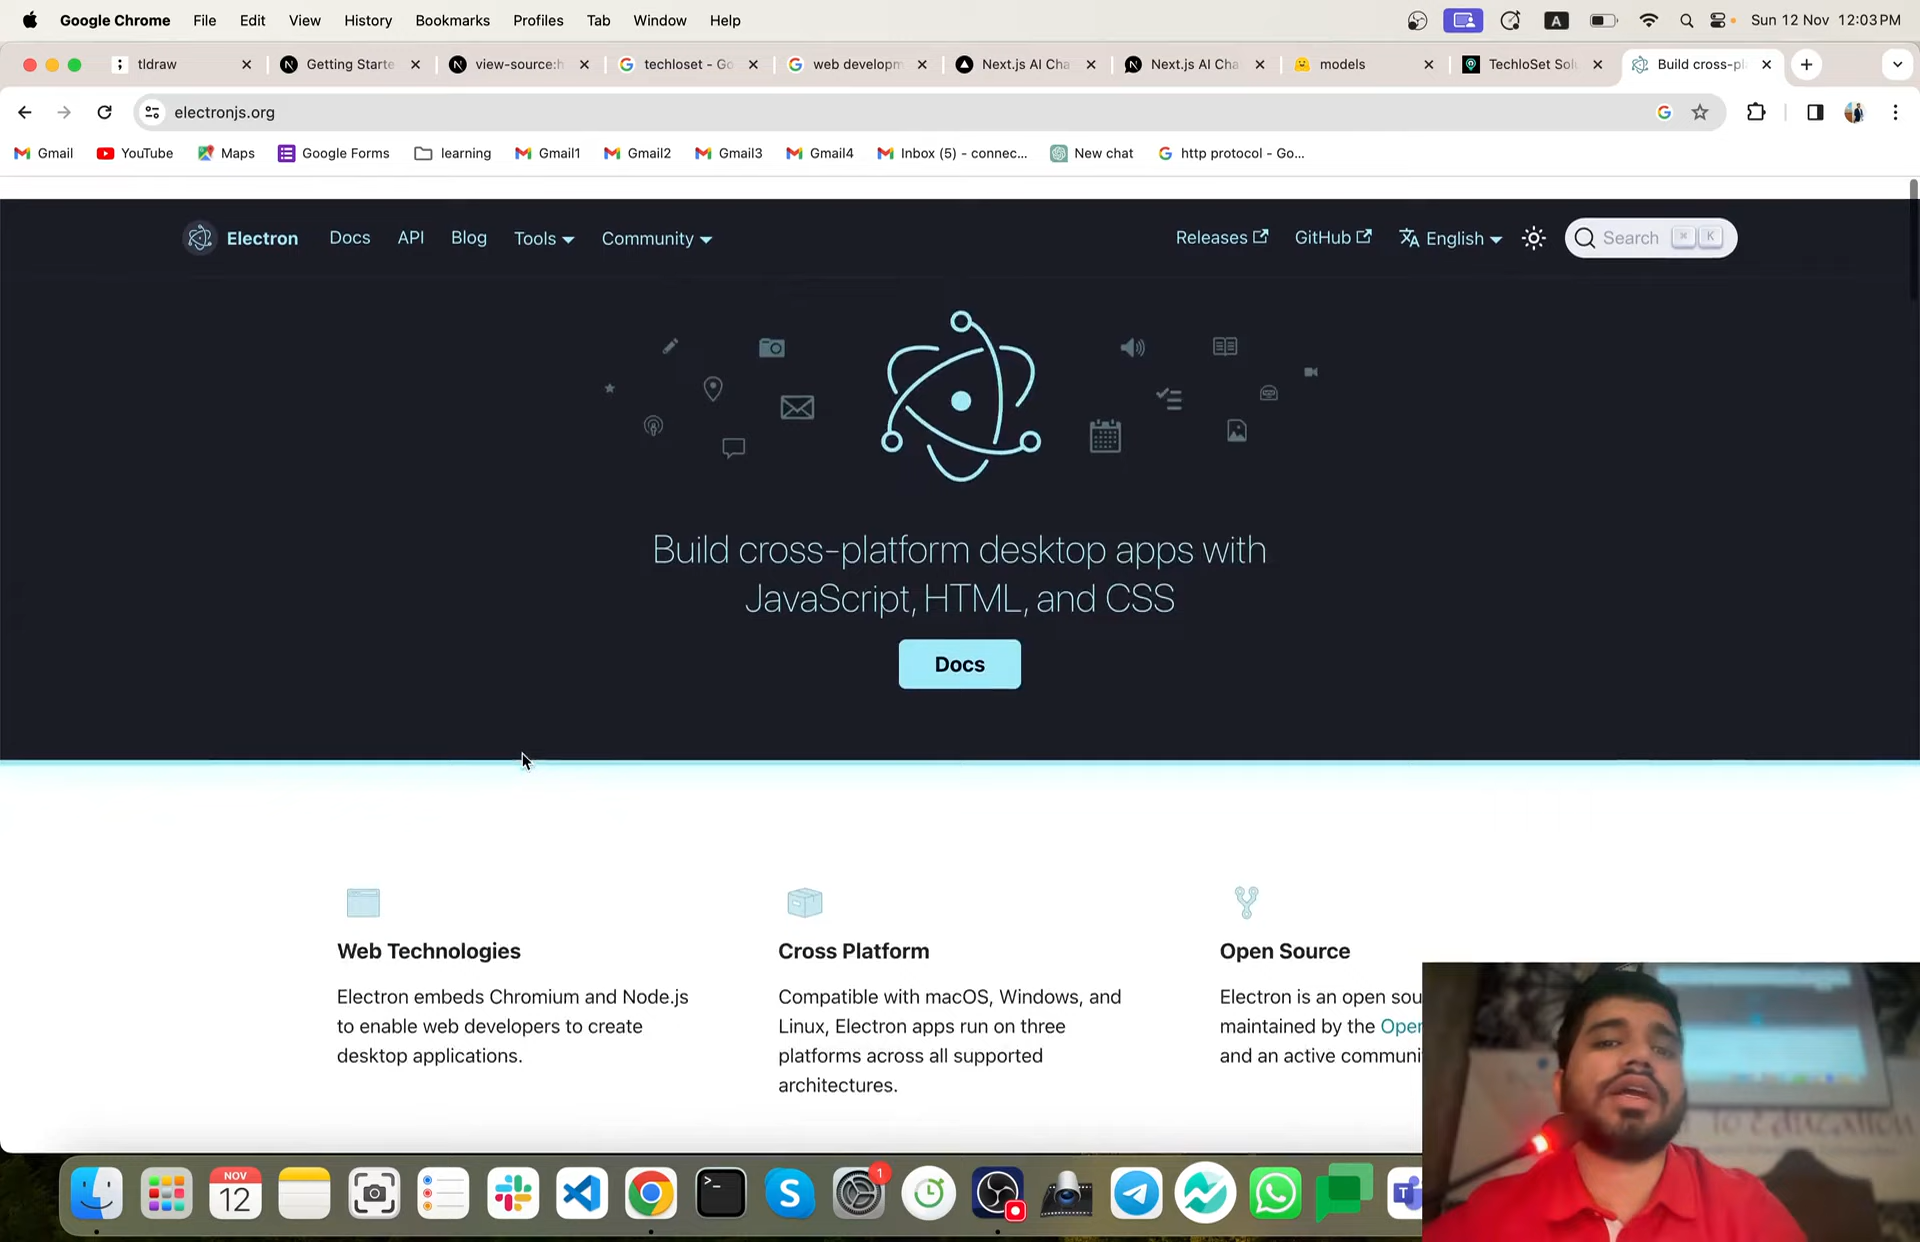 Google Chrome File Edit View History Bookmarks Profiles Tab Window Help A Sun 12 Nov 12:03 PM
tldraw Getting Starte view-source:h techloset - Go web developm Next.js AI Cha Next.js AI Cha models TechloSet Sol Build cross-pl
electronjs.org
Gmail YouTube Maps Google Forms learning Gmail1 Gmail2 Gmail3 Gmail4 Inbox (5) - connec... New chat http protocol - Go...
Electron Docs API Blog Tools Community Releases GitHub English Search ⌘ K
Build cross-platform desktop apps with
JavaScript, HTML, and CSS
Docs
Web Technologies
Electron embeds Chromium and Node.js
to enable web developers to create
desktop applications.
Cross Platform
Compatible with macOS, Windows, and
Linux, Electron apps run on three
platforms across all supported
architectures.
Open Source
Electron is an open sou
maintained by the Open
and an active communi
NOV
12
1